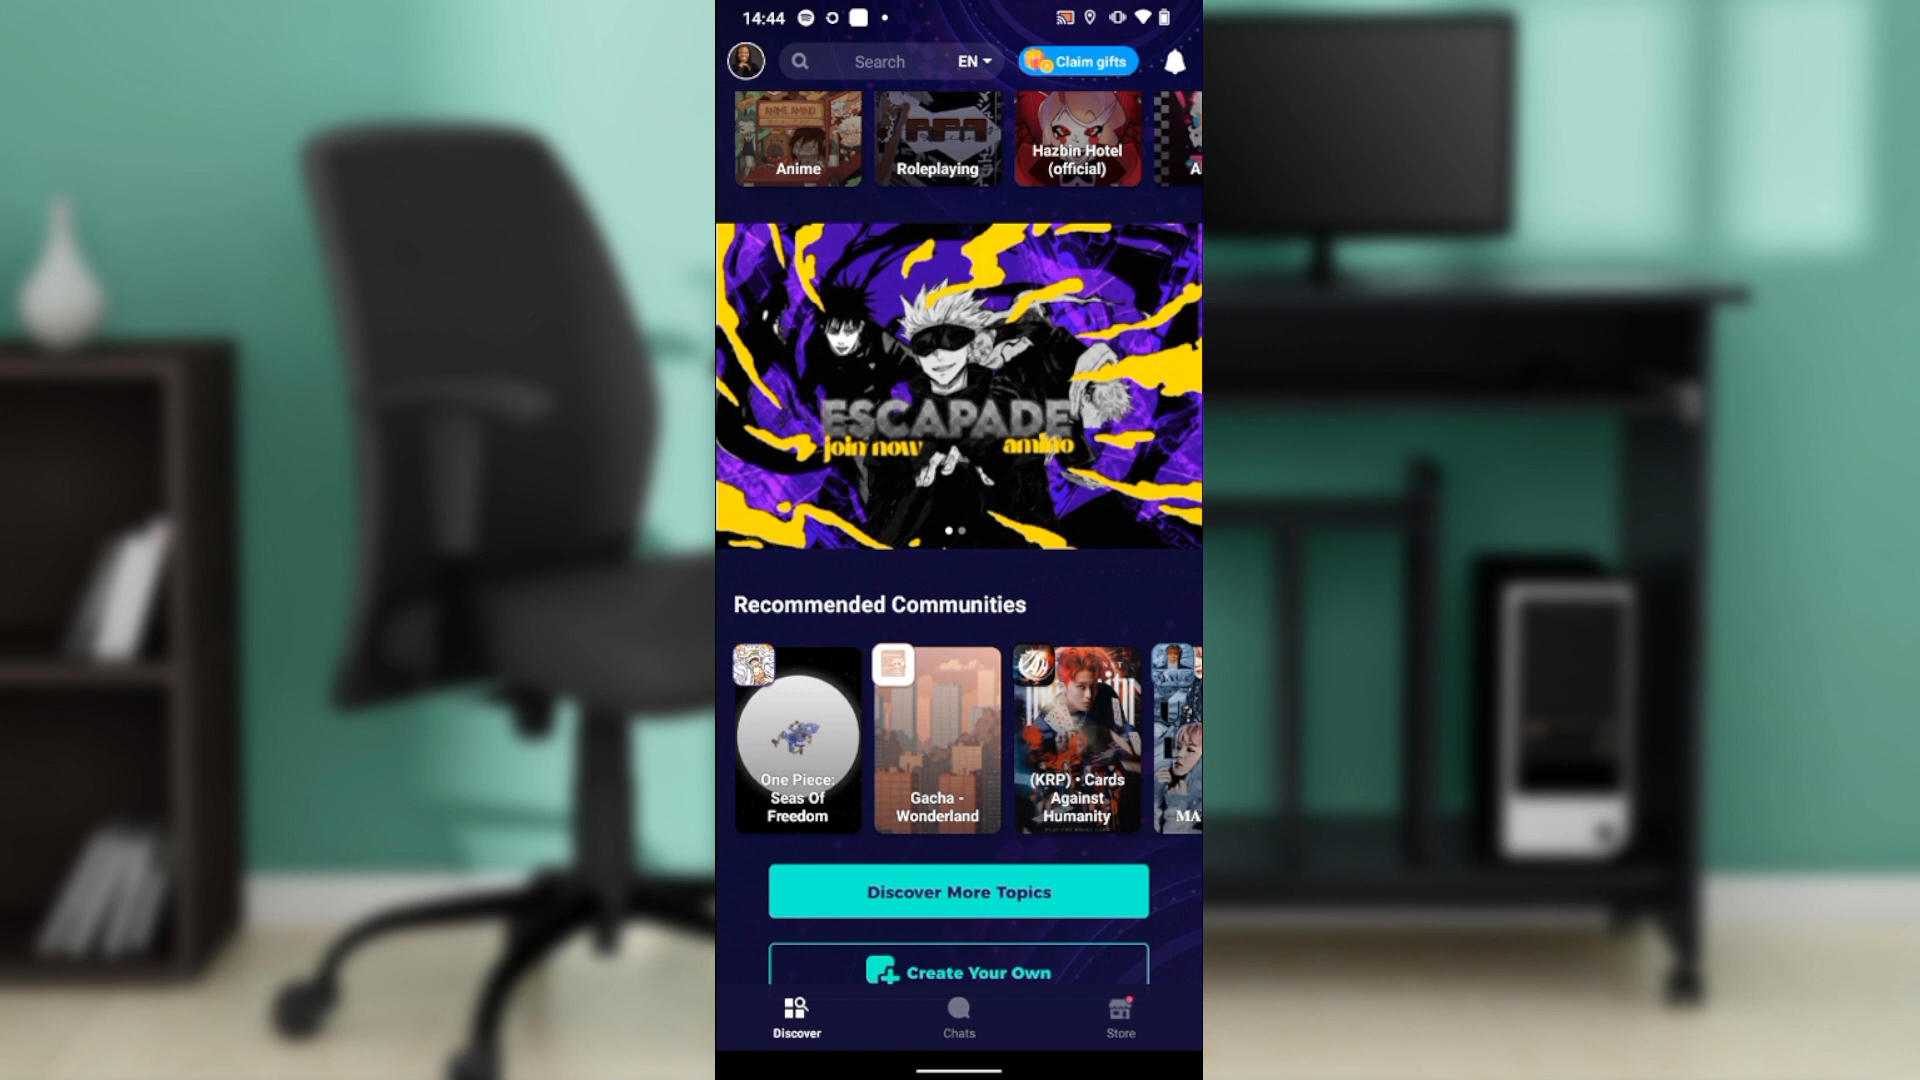 14:44
Search EN
Claim gifts
ANIME AMINO
Anime
Roleplaying
Hazbin Hotel
(official)
A
ESCAPADE
join now amino
Recommended Communities
One Piece:
Seas Of
Freedom
Gacha -
Wonderland
(KRP) • Cards
Against
Humanity
MA
Discover More Topics
Create Your Own
Discover
Chats
Store